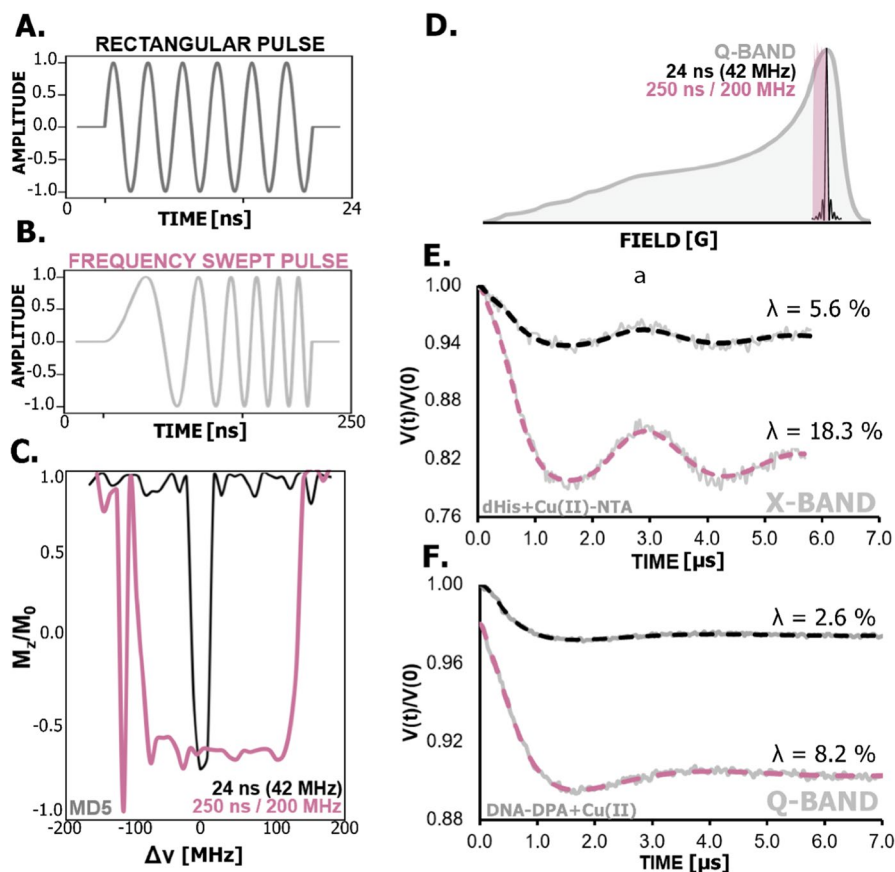 A.
RECTANGULAR PULSE
AMPLITUDE
1.0
0.5
0.0
-0.5
-1.0
0
24
TIME [ns]
B.
FREQUENCY SWEPT PULSE
AMPLITUDE
1.0
0.5
0.0
-0.5
-1.0
0
250
TIME [ns]
C.
M_z/M_0
1.0
0.5
0.0
-0.5
-1.0
24 ns (42 MHz)
250 ns / 200 MHz
MD5
-200 -100 0 100 200
Δν [MHz]
D.
Q-BAND
24 ns (42 MHz)
250 ns / 200 MHz
FIELD [G]
E.
a
V(t)/V(0)
1.00
0.94
0.88
0.82
0.76
λ = 5.6 %
λ = 18.3 %
dHis+Cu(II)-NTA
X-BAND
0.0 1.0 2.0 3.0 4.0 5.0 6.0 7.0
TIME [μs]
F.
V(t)/V(0)
1.00
0.96
0.92
0.88
λ = 2.6 %
λ = 8.2 %
DNA-DPA+Cu(II)
Q-BAND
0.0 1.0 2.0 3.0 4.0 5.0 6.0 7.0
TIME [μs]